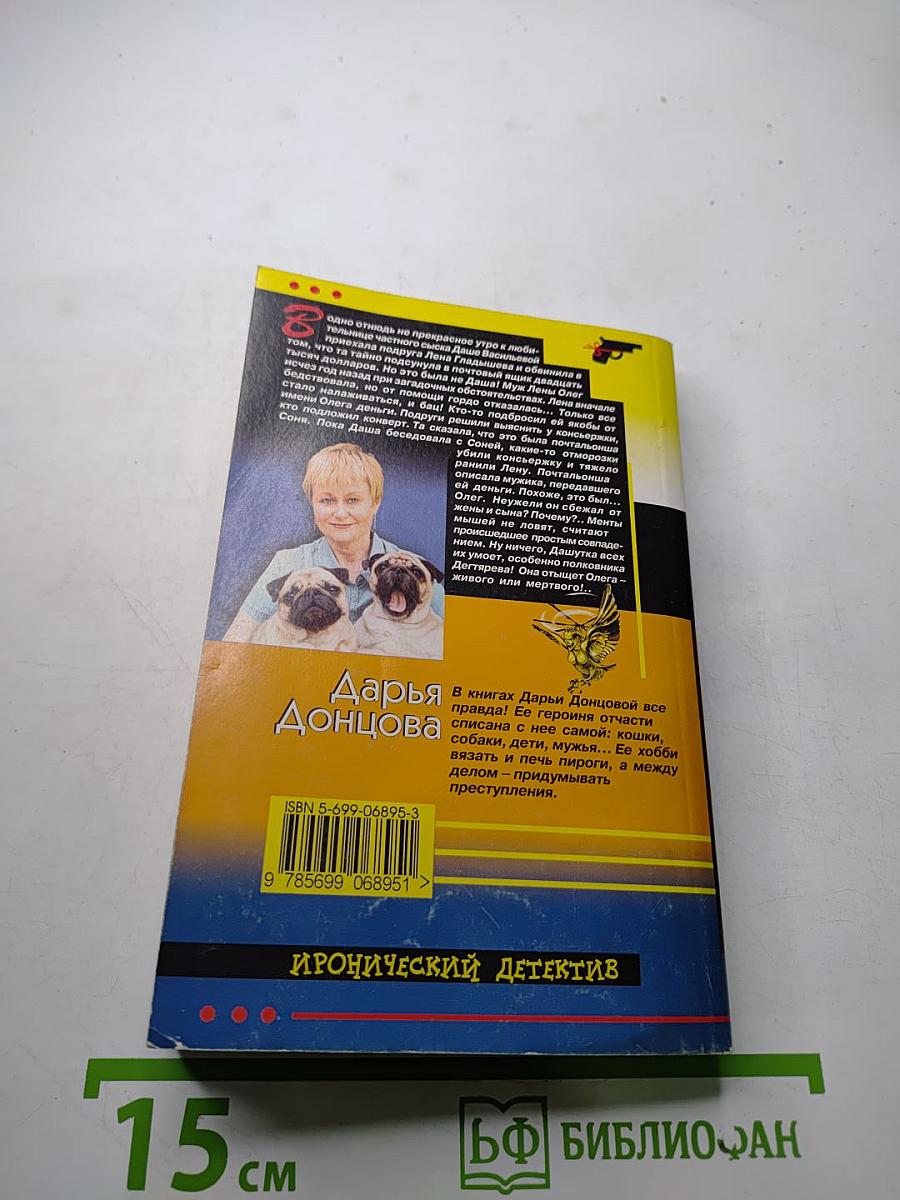 В одно отнюдь не прекрасное утро к люби-
тельнице частного сыска Даше Васильевой
приехала подруга Лена Гладышева и обвинила в
том, что та тайно подсунула в почтовый ящик двадцать
тысяч долларов. Но это была не Даша! Муж Лены Олег
исчез год назад при загадочных обстоятельствах. Лена вначале
бедствовала, но от помощи гордо отказалась... Только все
стало налаживаться, и бац! Кто-то подбросил ей якобы от
имени Олега деньги. Подруги решили выяснить у консьержки,
кто подложил конверт. Та сказала, что это была почтальонша
Соня. Пока Даша беседовала с Соней, какие-то отморозки
убили консьержку и тяжело
ранили Лену. Почтальонша
описала мужика, передавшего
ей деньги. Похоже, это был...
Олег. Неужели он сбежал от
жены и сына? Почему?.. Менты
мышей не ловят, считают
происшедшее простым совпаде-
нием. Ну ничего, Дашутка всех
их умоет, особенно полковника
Дегтярева! Она отыщет Олега –
живого или мертвого!..
Дарья
Донцова
В книгах Дарьи Донцовой все
правда! Ее героиня отчасти
списана с нее самой: кошки,
собаки, дети, мужья... Ее хобби
вязать и печь пироги, а между
делом – придумывать
преступления.
ISBN 5-699-06895-3
9 785699 068951 >
ИРОНИЧЕСКИЙ ДЕТЕКТИВ
15 см
БФ БИБЛИОФАН